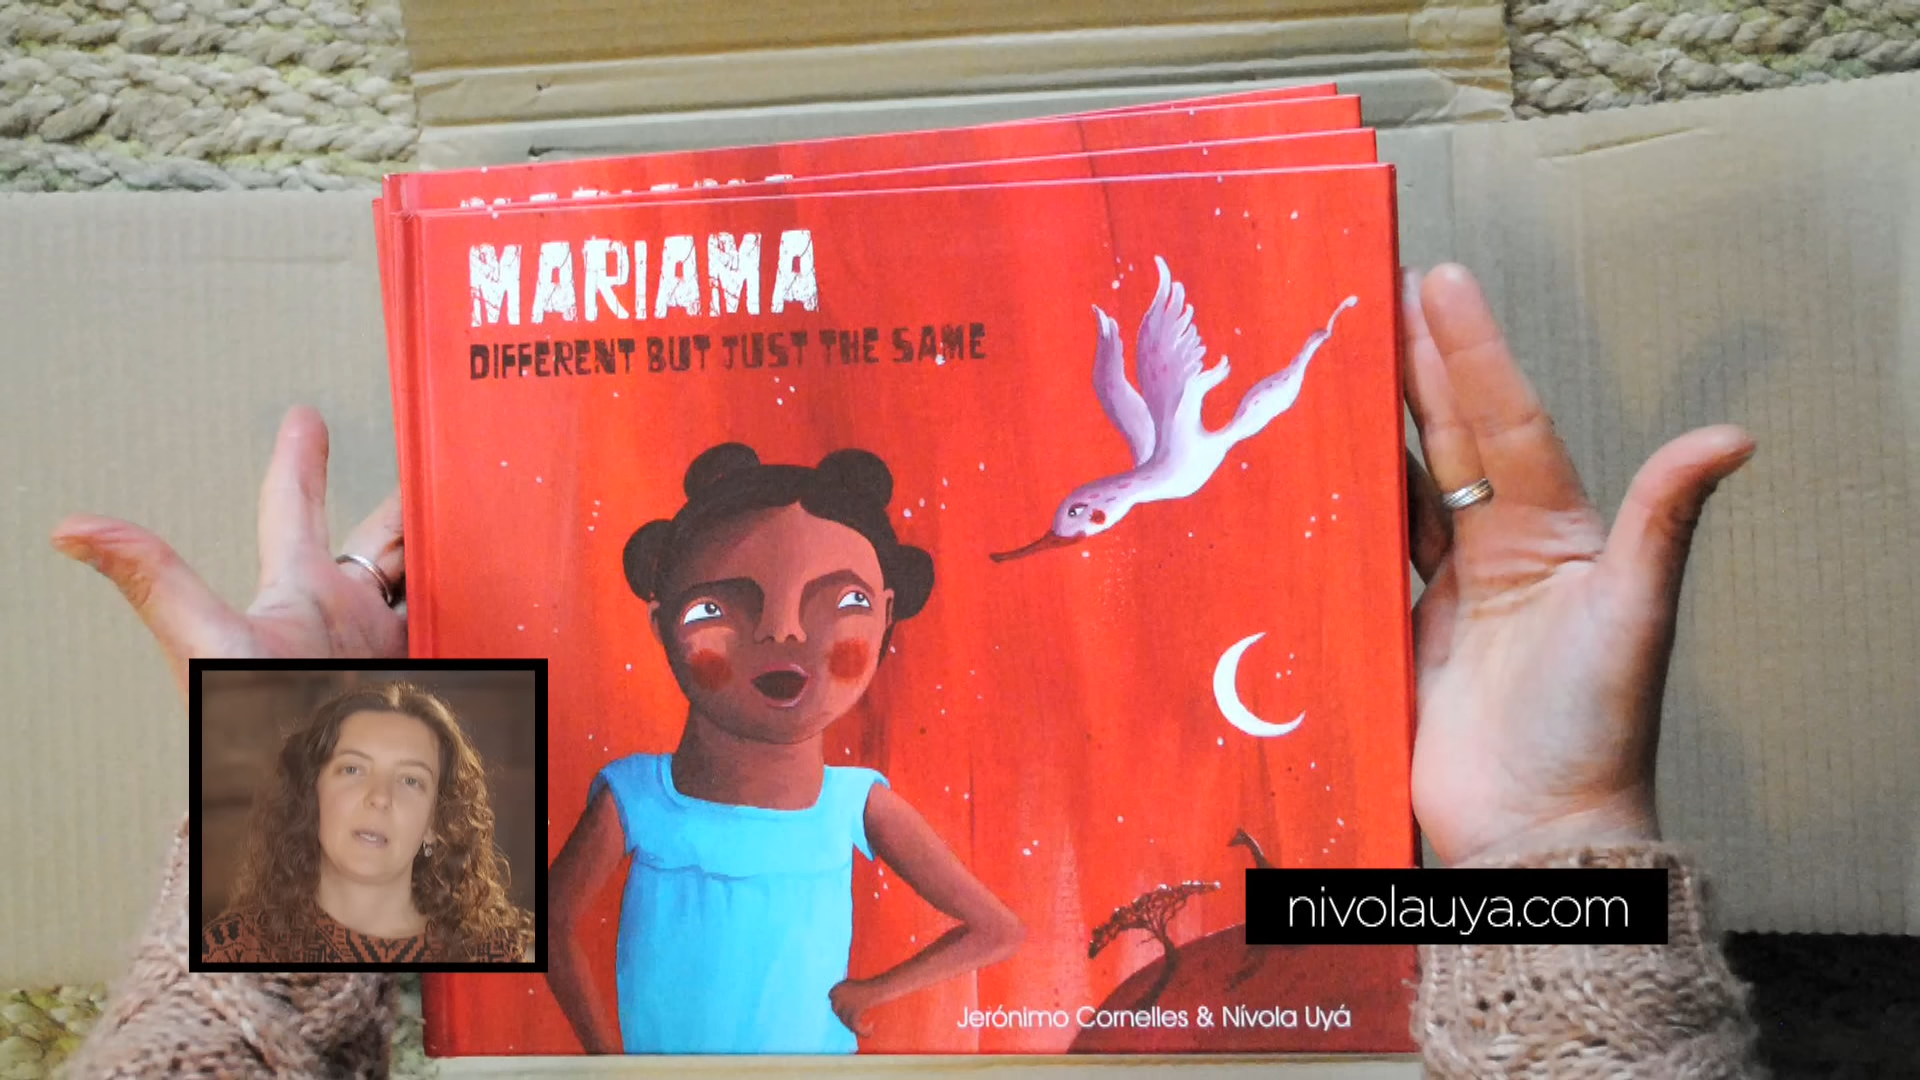 MARIAMA
DIFFERENT BUT JUST THE SAME
nivolauya.com
Jerónimo Cornelles & Nívola Uyá